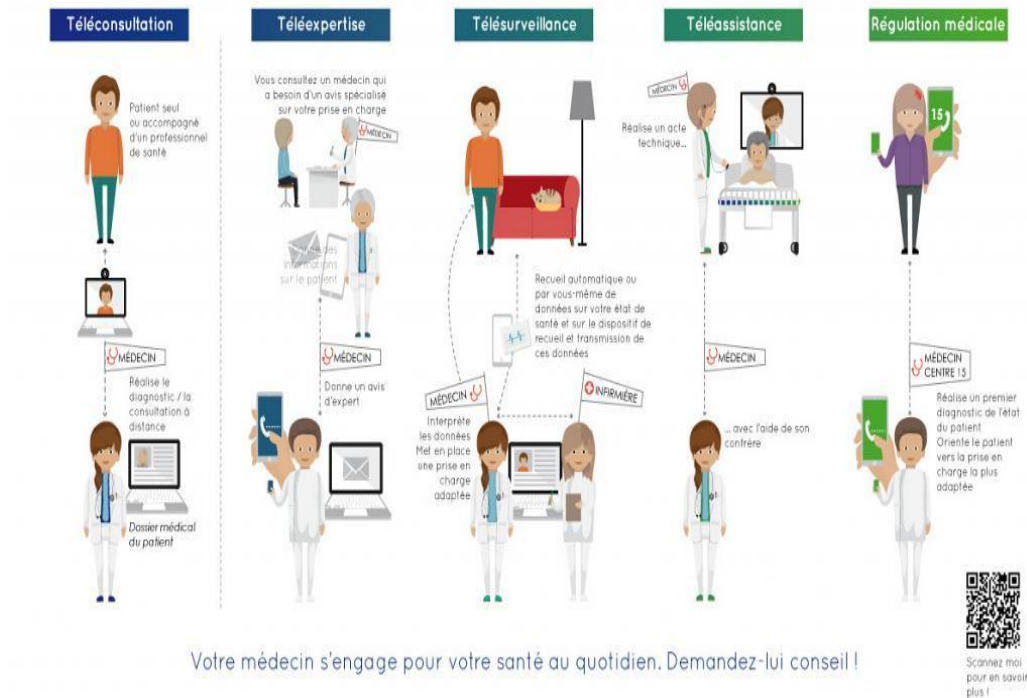 Téléconsultation
Patient seul
ou accompagné
d'un professionnel
de santé
MÉDECIN
Réalise le
diagnostic / la
consultation à
distance
Dossier médical
du patient
Téléexpertise
Vous consultez un médecin qui
a besoin d'un avis spécialisé
sur votre prise en charge
MÉDECIN
des
informations
sur le patient
MÉDECIN
Donne un avis
d'expert
Télésurveillance
Recueil automatique ou
par vous-même de
données sur votre état de
santé et sur le dispositif de
recueil et transmission de
ces données
MÉDECIN
INFIRMIÈRE
Interprète
les données
Met en place
une prise en
charge
adaptée
Téléassistance
MÉDECIN
Réalise un acte
technique...
MÉDECIN
... avec l'aide de son
confrère
Régulation médicale
15
MÉDECIN
CENTRE 15
Réalise un premier
diagnostic de l'état
du patient
Oriente le patient
vers la prise en
charge la plus
adaptée
Votre médecin s'engage pour votre santé au quotidien. Demandez-lui conseil !
Scannez moi
pour en savoir
plus !